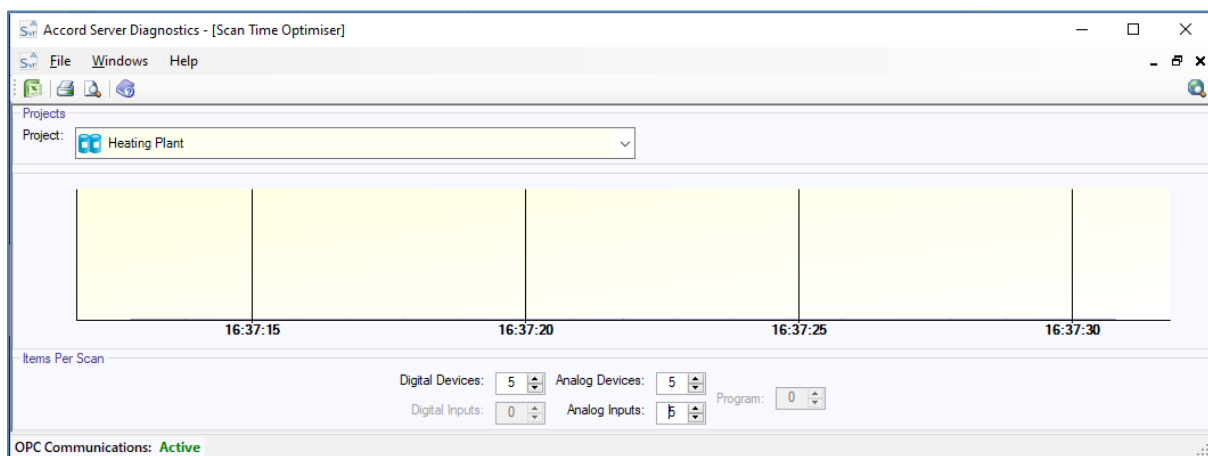 Accord Server Diagnostics - [Scan Time Optimiser]
File Windows Help
Projects
Project: Heating Plant
16:37:15 16:37:20 16:37:25 16:37:30
Items Per Scan
Digital Devices: 5 Analog Devices: 5
Program: 0
Digital Inputs: 0 Analog Inputs: 5
OPC Communications: Active